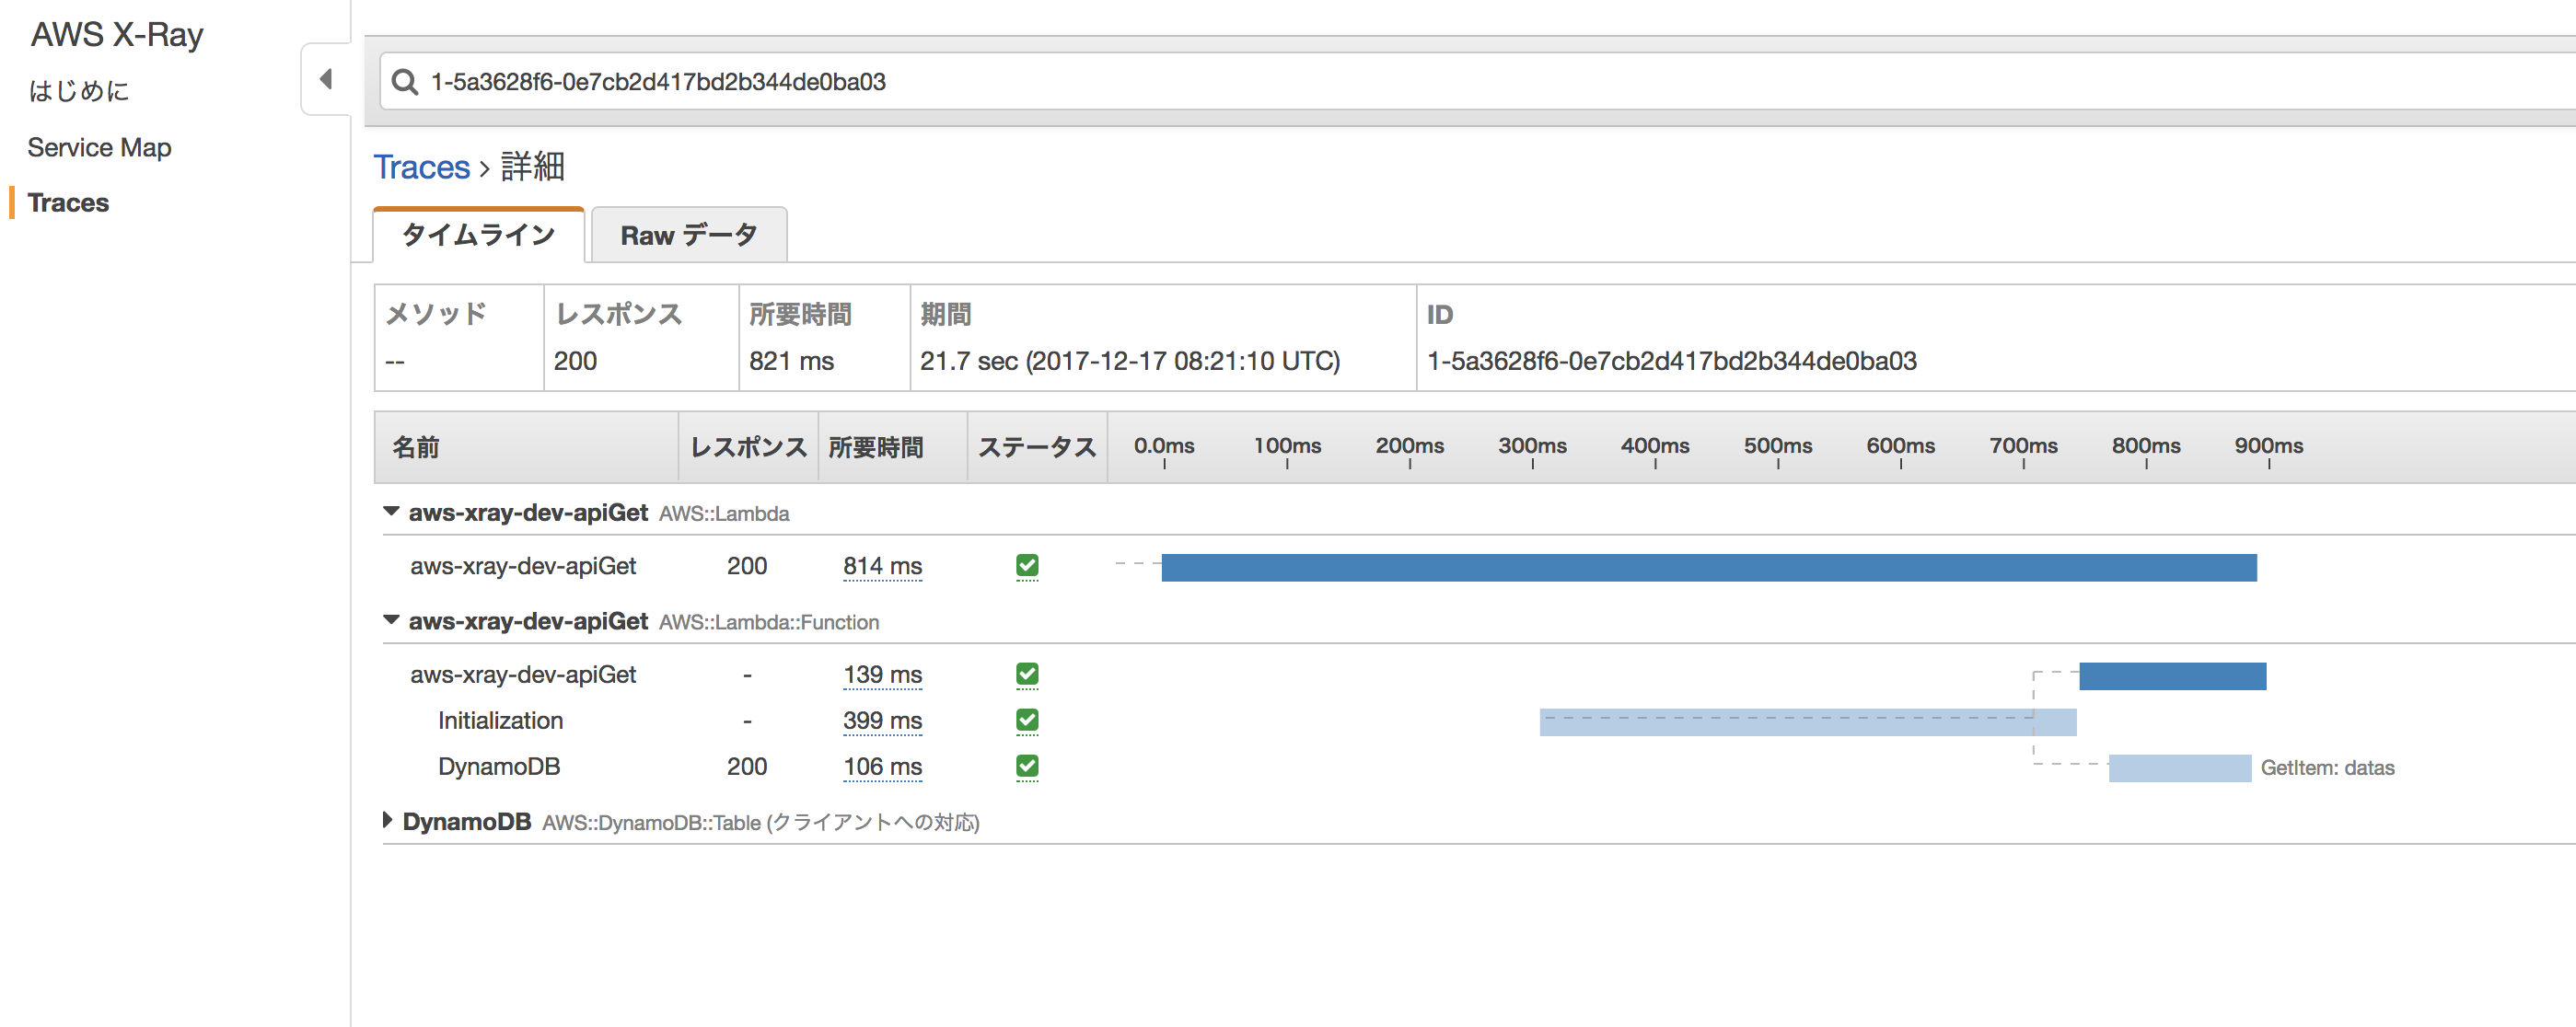 AWS X-Ray
はじめに
Service Map
Traces
1-5a3628f6-0e7cb2d417bd2b344de0ba03
Traces › 詳細
タイムライン Raw データ
メソッド レスポンス 所要時間 期間 ID
-- 200 821 ms 21.7 sec (2017-12-17 08:21:10 UTC) 1-5a3628f6-0e7cb2d417bd2b344de0ba03
名前 レスポンス 所要時間 ステータス 0.0ms 100ms 200ms 300ms 400ms 500ms 600ms 700ms 800ms 900ms
aws-xray-dev-apiGet AWS::Lambda
aws-xray-dev-apiGet 200 814 ms
aws-xray-dev-apiGet AWS::Lambda::Function
aws-xray-dev-apiGet - 139 ms
Initialization - 399 ms
DynamoDB 200 106 ms GetItem: datas
DynamoDB AWS::DynamoDB::Table (クライアントへの対応)